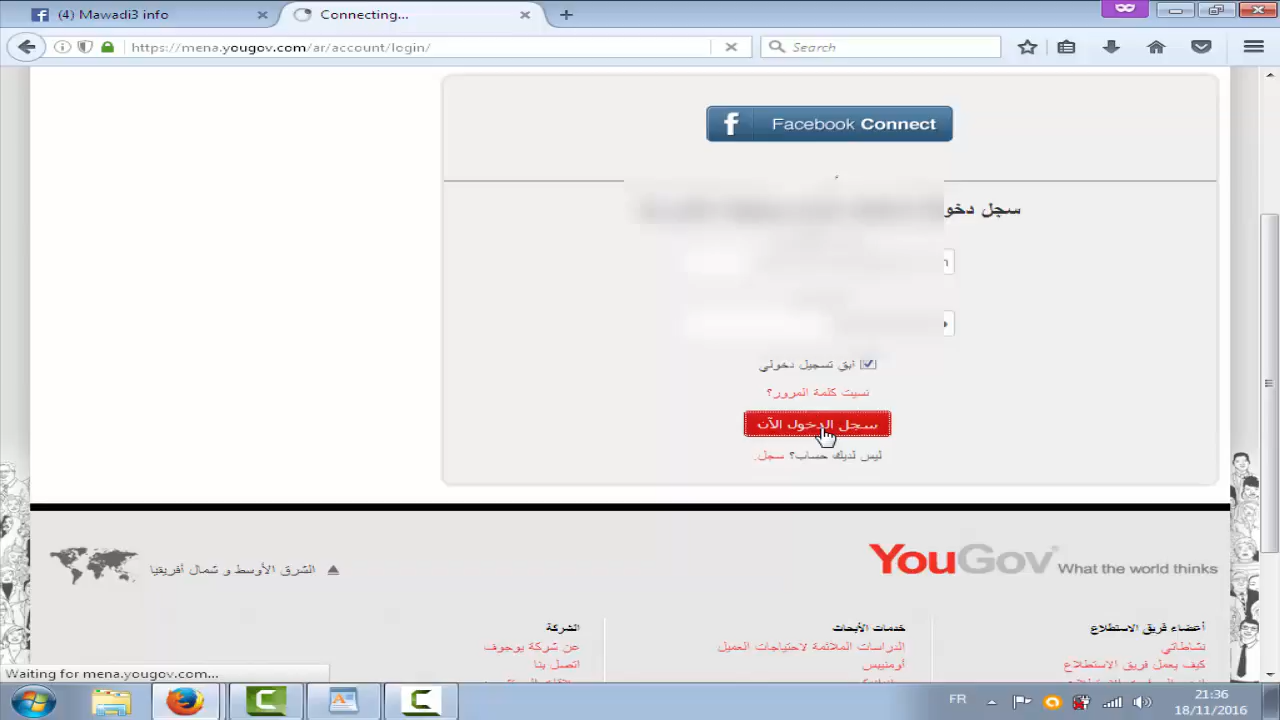 (4) Mawadi3 info
Connecting...
https://mena.yougov.com/ar/account/login/
Search
f Facebook Connect
سجل دخو
ابق تسجيل دخولي
نسيت كلمة المرور؟
سجل الدخول الآن
ليس لديك حساب؟ سجل.
YouGov What the world thinks
الشرق الأوسط و شمال أفريقيا
أعضاء فريق الاستطلاع
نشاطاتي
كيف يعمل فريق الاستطلاع
خدمات الأبحاث
الدراسات الملائمة لاحتياجات العميل
أومنيبس
الشركة
عن شركة يوجوف
اتصل بنا
Waiting for mena.yougov.com...
FR
21:36
18/11/2016